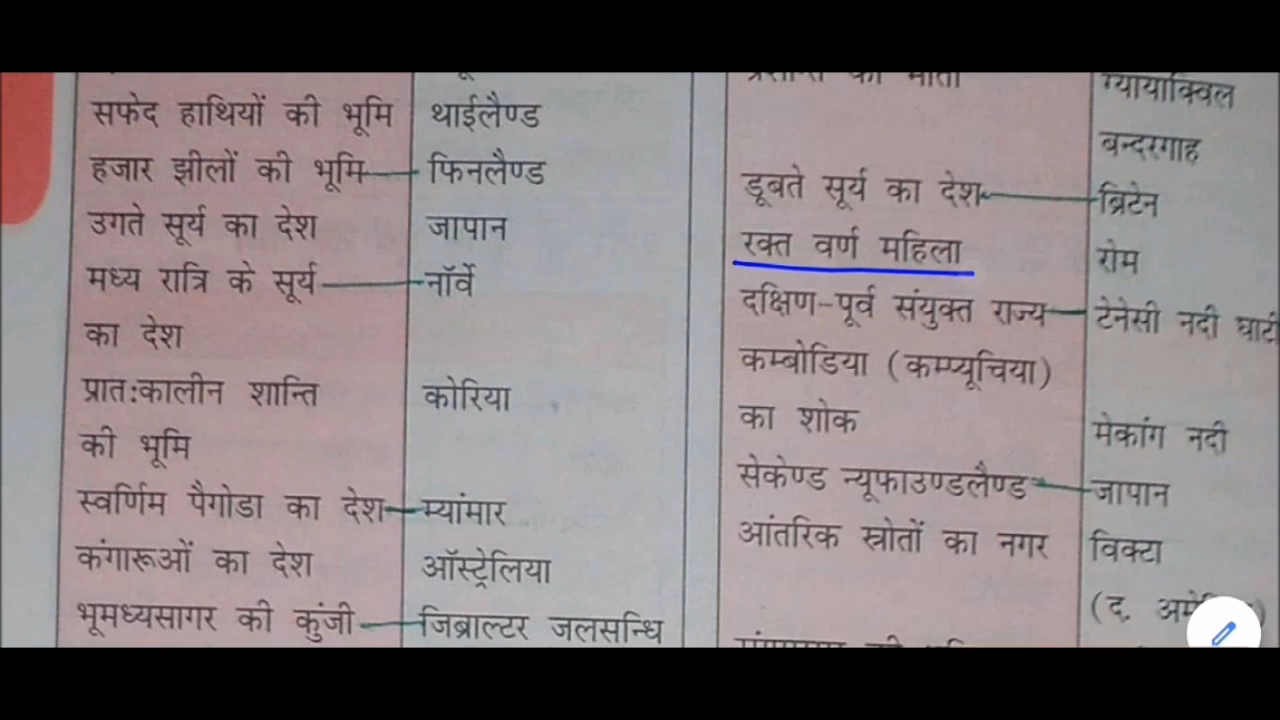 सफेद हाथियों की भूमि थाईलैण्ड
हजार झीलों की भूमि फिनलैण्ड
उगते सूर्य का देश जापान
मध्य रात्रि के सूर्य नॉर्वे
का देश
प्रातःकालीन शान्ति कोरिया
की भूमि
स्वर्णिम पैगोडा का देश म्यांमार
कंगारूओं का देश ऑस्ट्रेलिया
भूमध्यसागर की कुंजी जिब्राल्टर जलसन्धि
ग्यायाक्विल
बन्दरगाह
डूबते सूर्य का देश ब्रिटेन
रक्त वर्ण महिला रोम
दक्षिण-पूर्व संयुक्त राज्य टेनेसी नदी घाटी
कम्बोडिया (कम्प्यूचिया)
का शोक मेकांग नदी
सेकेण्ड न्यूफाउण्डलैण्ड जापान
आंतरिक स्रोतों का नगर विक्टा
(द.